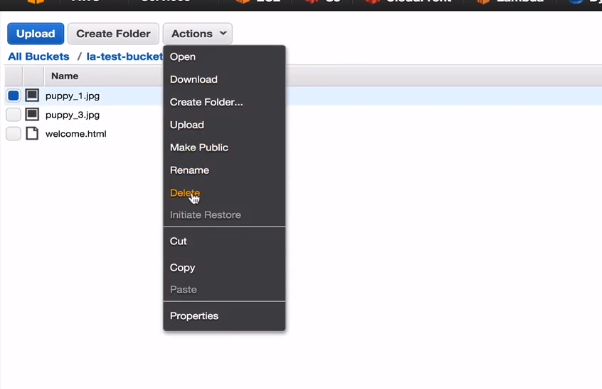 Upload
Create Folder
Actions
All Buckets / la-test-bucket
Name
puppy_1.jpg
puppy_3.jpg
welcome.html
Open
Download
Create Folder...
Upload
Make Public
Rename
Delete
Initiate Restore
Cut
Copy
Paste
Properties